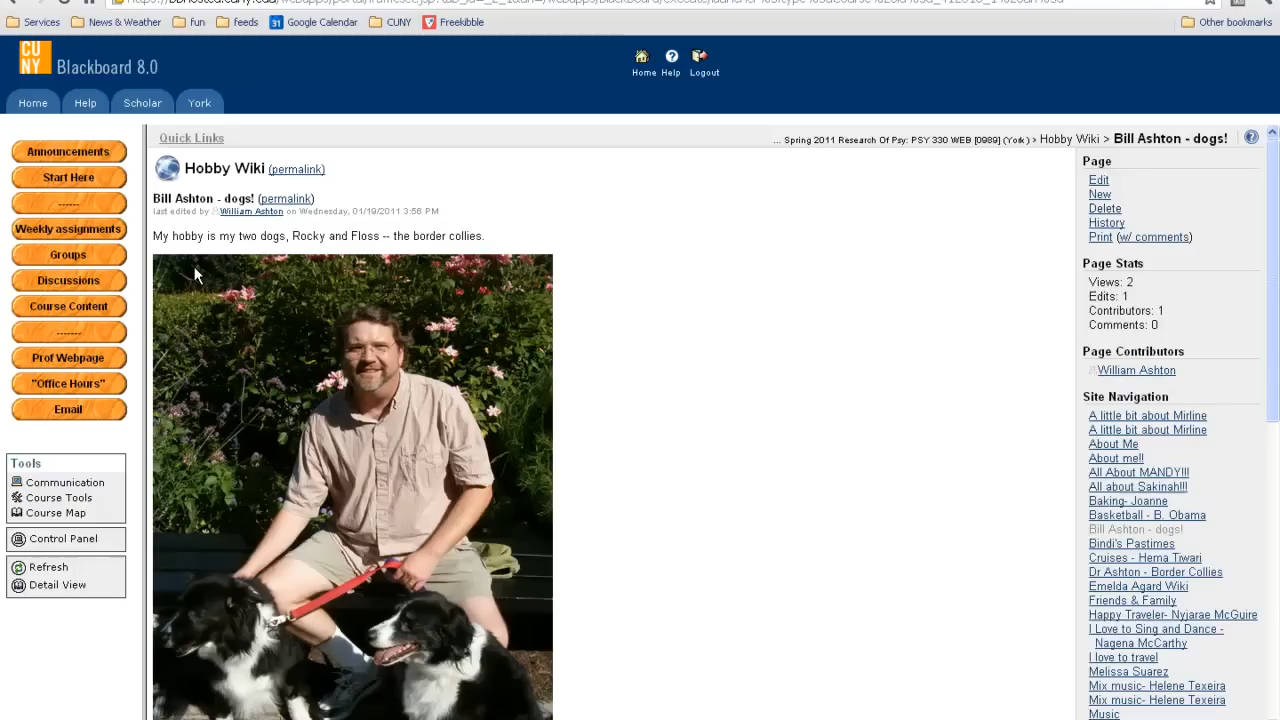 Services News & Weather fun feeds 31 Google Calendar CUNY Freekibble Other bookmarks
CU
NY
Blackboard 8.0
Home Help Logout
Home Help Scholar York
Quick Links
... Spring 2011 Research Of Psy: PSY 330 WEB [0989] (York) > Hobby Wiki > Bill Ashton - dogs!
Announcements
Start Here
-----
Weekly assignments
Groups
Discussions
Course Content
-------
Prof Webpage
"Office Hours"
Email
Tools
Communication
Course Tools
Course Map
Control Panel
Refresh
Detail View
Hobby Wiki (permalink)
Bill Ashton - dogs! (permalink)
last edited by William Ashton on Wednesday, 01/19/2011 3:56 PM
My hobby is my two dogs, Rocky and Floss -- the border collies.
Page
Edit
New
Delete
History
Print (w/ comments)
Page Stats
Views: 2
Edits: 1
Contributors: 1
Comments: 0
Page Contributors
William Ashton
Site Navigation
A little bit about Mirline
A little bit about Mirline
About Me
About me!!
All About MANDY!!!
All about Sakinah!!!
Baking- Joanne
Basketball - B. Obama
Bill Ashton - dogs!
Bindi's Pastimes
Cruises - Hema Tiwari
Dr Ashton - Border Collies
Emelda Agard Wiki
Friends & Family
Happy Traveler- Nyjarae McGuire
I Love to Sing and Dance -
Nagena McCarthy
I love to travel
Melissa Suarez
Mix music- Helene Texeira
Mix music- Helene Texeira
Music